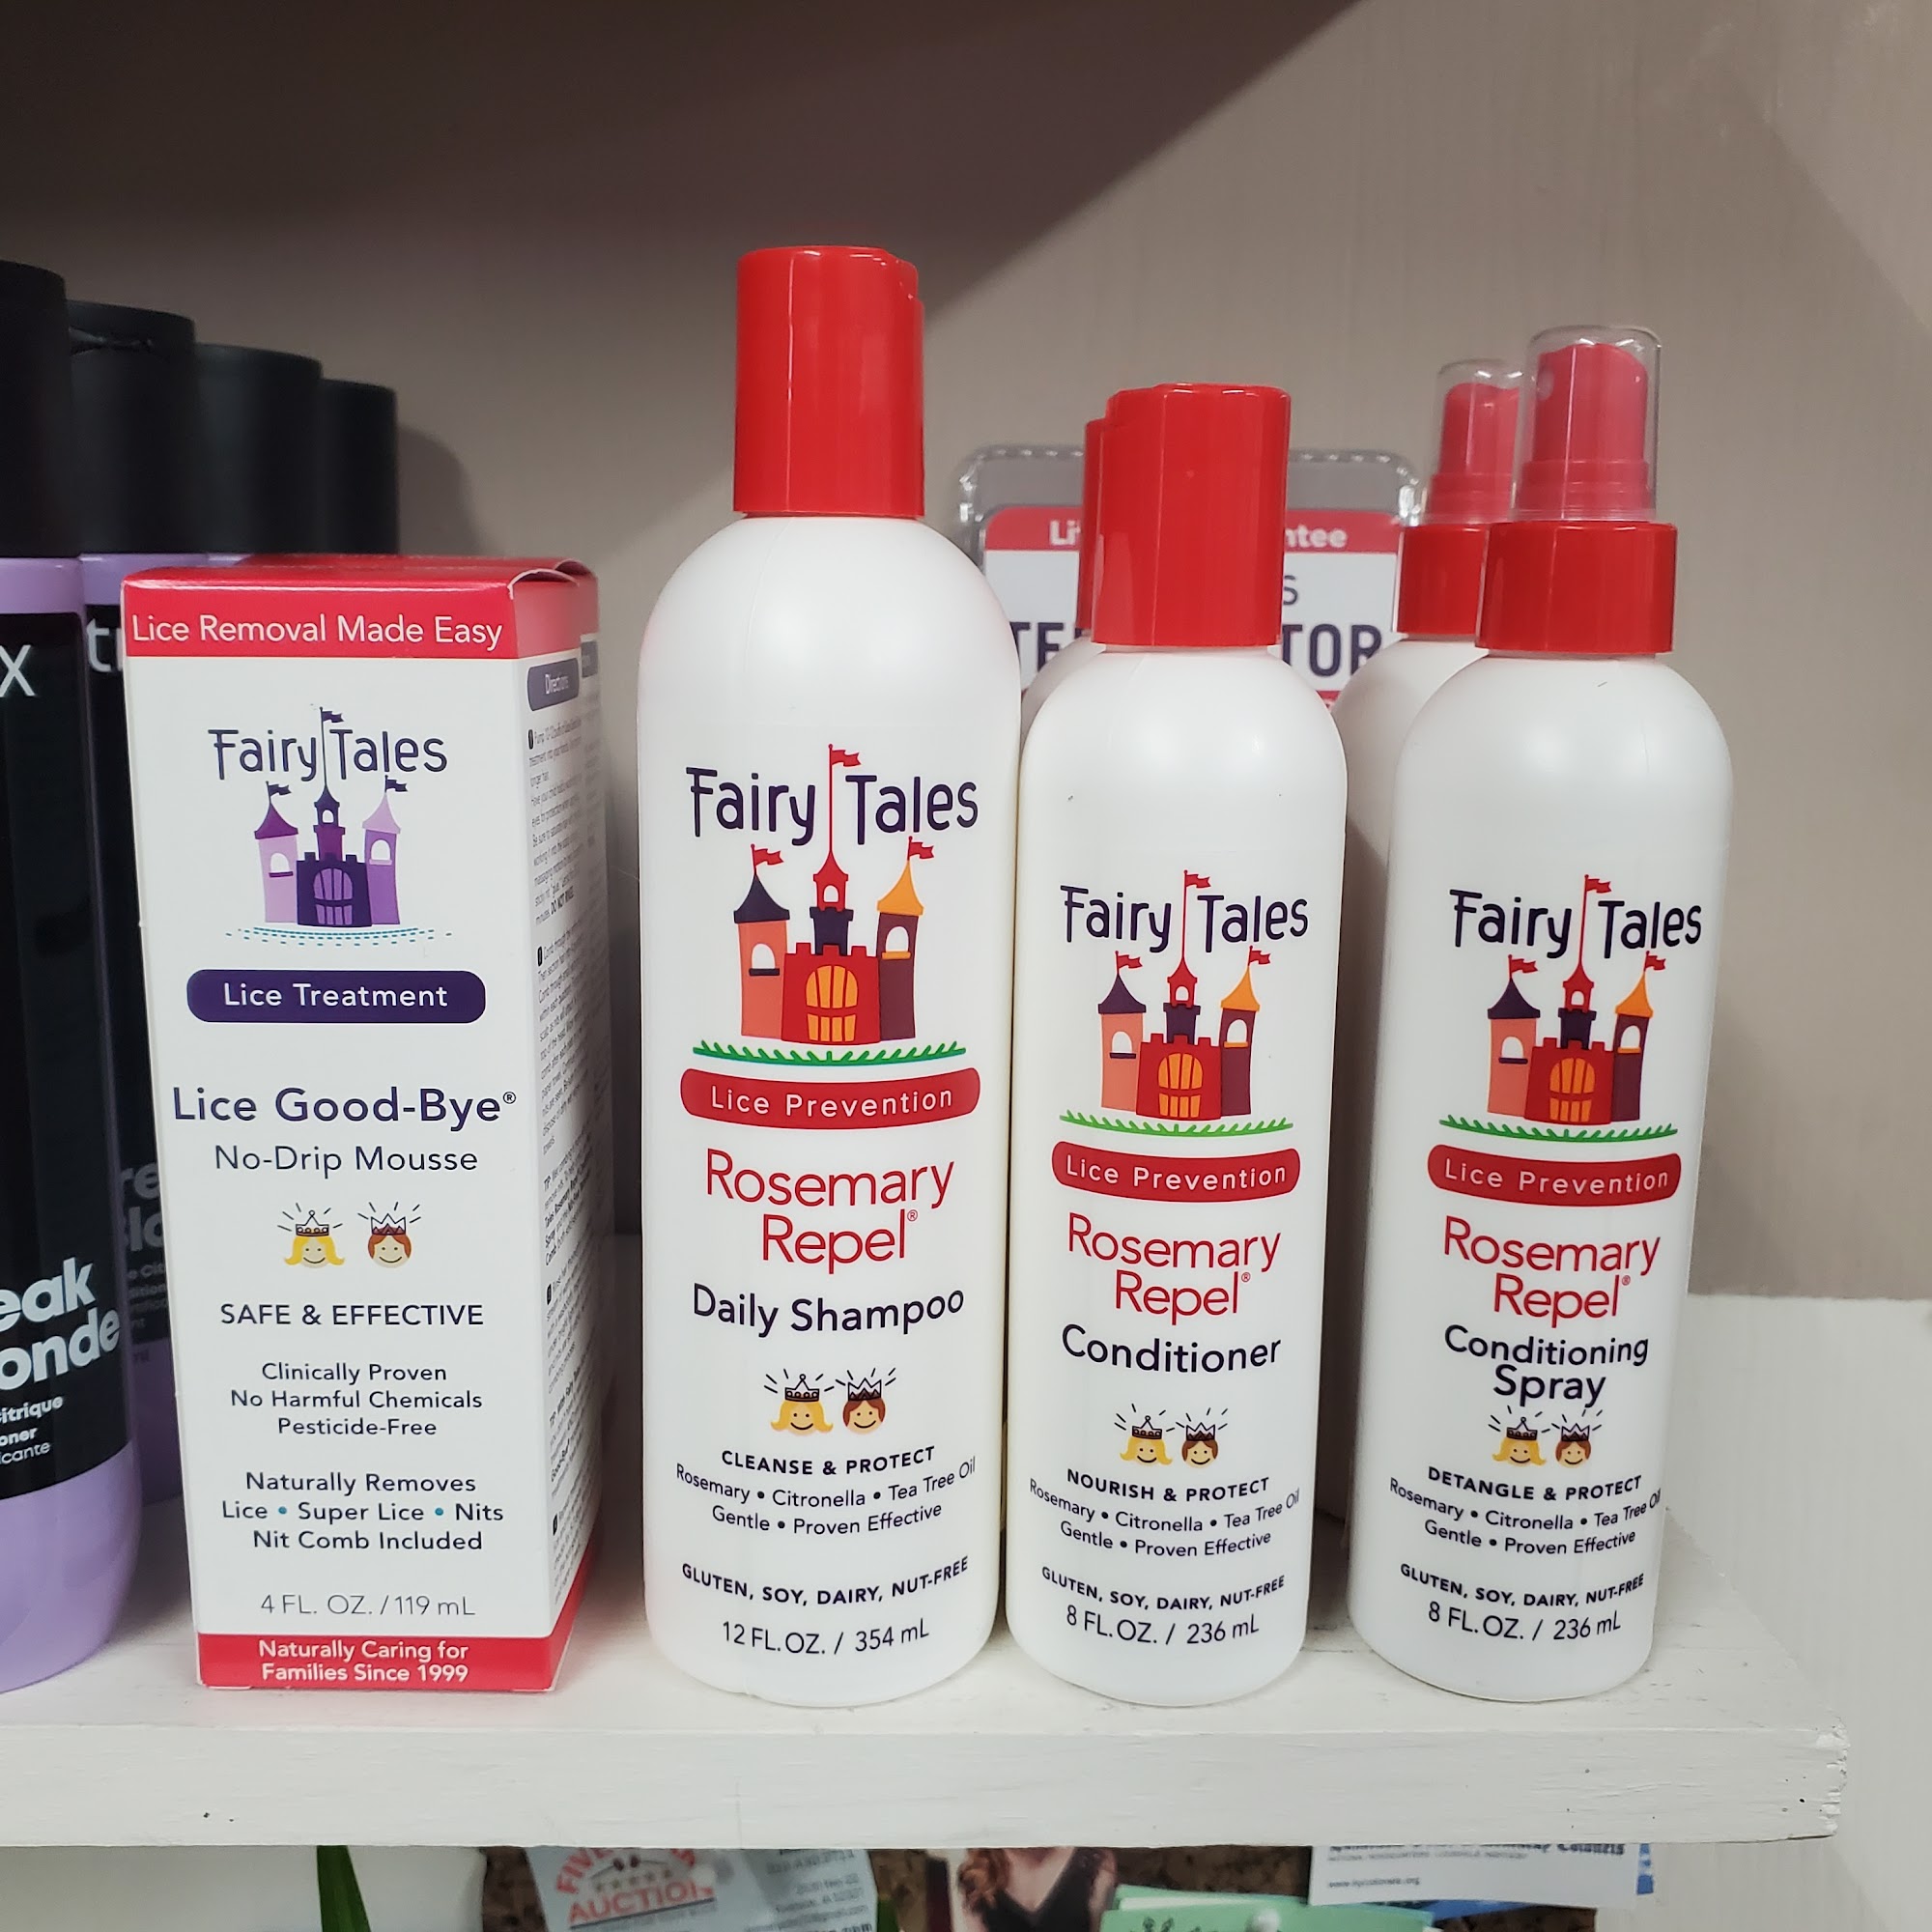 Lice Removal Made Easy
Fairy Tales
Lice Treatment
Lice Good-Bye®
No-Drip Mousse
SAFE & EFFECTIVE
Clinically Proven
No Harmful Chemicals
Pesticide-Free
Naturally Removes
Lice • Super Lice • Nits
Nit Comb Included
4 FL. OZ. / 119 mL
Naturally Caring for
Families Since 1999
Directions
Fairy Tales
Lice Prevention
Rosemary
Repel®
Daily Shampoo
CLEANSE & PROTECT
Rosemary • Citronella • Tea Tree Oil
Gentle • Proven Effective
GLUTEN, SOY, DAIRY, NUT-FREE
12 FL. OZ. / 354 mL
Fairy Tales
Lice Prevention
Rosemary
Repel®
Conditioner
NOURISH & PROTECT
Rosemary • Citronella • Tea Tree Oil
Gentle • Proven Effective
GLUTEN, SOY, DAIRY, NUT-FREE
8 FL. OZ. / 236 mL
Fairy Tales
Lice Prevention
Rosemary
Repel®
Conditioning
Spray
DETANGLE & PROTECT
Rosemary • Citronella • Tea Tree Oil
Gentle • Proven Effective
GLUTEN, SOY, DAIRY, NUT-FREE
8 FL. OZ. / 236 mL
AUCTION